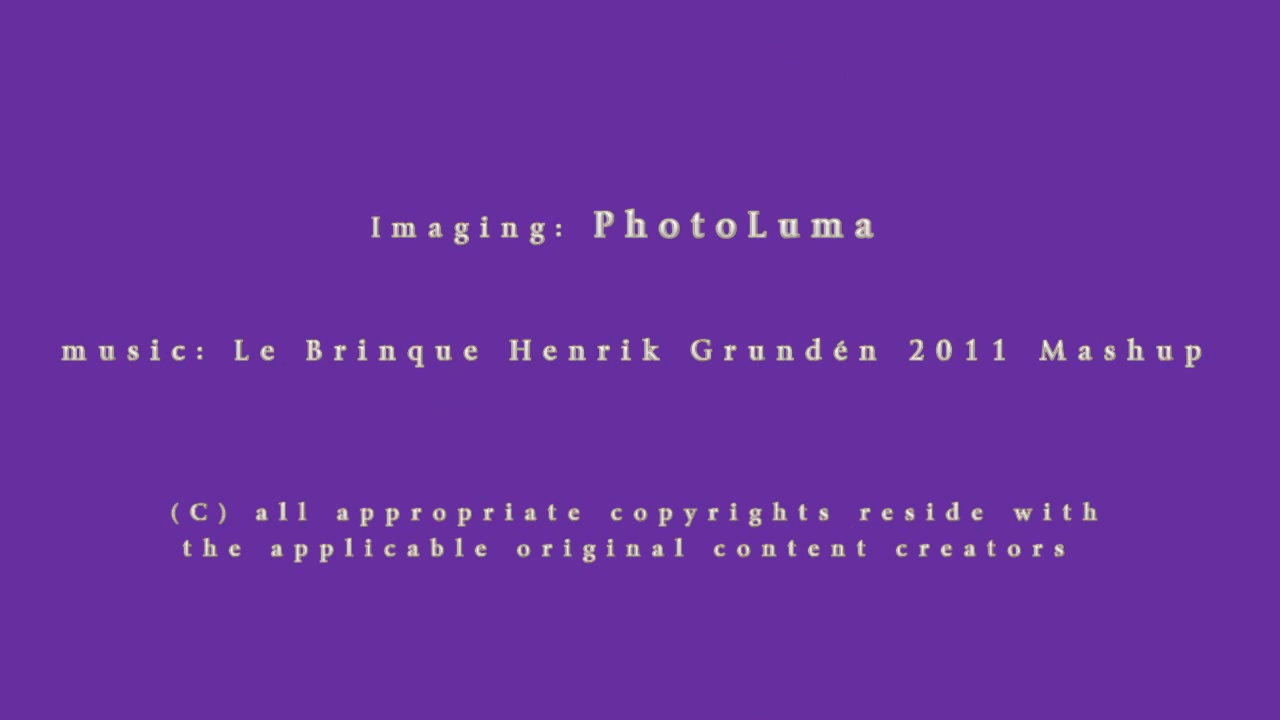 Imaging: PhotoLuma
music: Le Brinque Henrik Grundén 2011 Mashup
(C) all appropriate copyrights reside with
the applicable original content creators